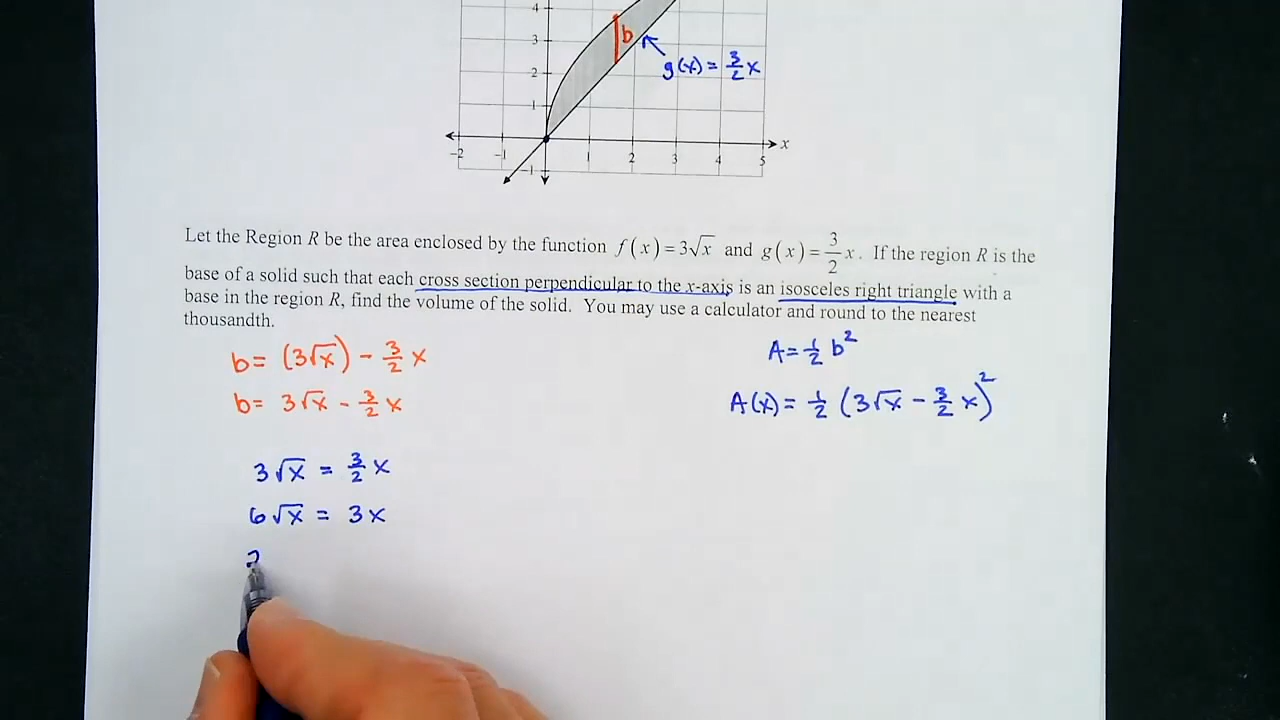 4
3
2
1
-2 -1 1 2 3 4 5 x
-1
b
g(x) = 3/2 x
Let the Region R be the area enclosed by the function f(x) = 3√x and g(x) = 3/2 x. If the region R is the
base of a solid such that each cross section perpendicular to the x-axis is an isosceles right triangle with a
base in the region R, find the volume of the solid. You may use a calculator and round to the nearest
thousandth.
b = (3√x) - 3/2 x
b = 3√x - 3/2 x
A = 1/2 b²
A(x) = 1/2 (3√x - 3/2 x)²
3√x = 3/2 x
6√x = 3x
2